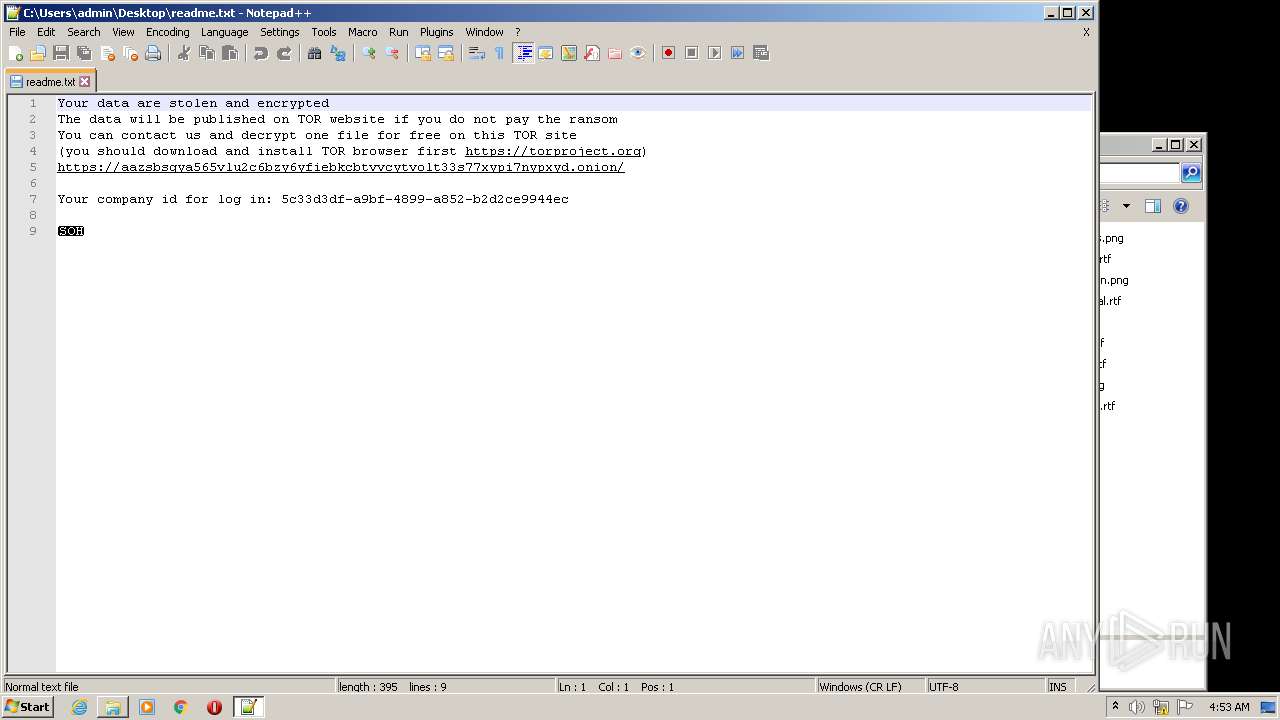 C:\Users\admin\Desktop\readme.txt - Notepad++
File Edit Search View Encoding Language Settings Tools Macro Run Plugins Window ? X
readme.txt
1 Your data are stolen and encrypted
2 The data will be published on TOR website if you do not pay the ransom
3 You can contact us and decrypt one file for free on this TOR site
4 (you should download and install TOR browser first https://torproject.org)
5
6
7 Your company id for log in: 5c33d3df-a9bf-4899-a852-b2d2ce9944ec
8
9 SOH
s.png
rtf
n.png
al.rtf
f
tf
g
.rtf
ANY RUN
Normal text file length : 395 lines : 9 Ln : 1 Col : 1 Pos : 1 Windows (CR LF) UTF-8 INS
Start 4:53 AM